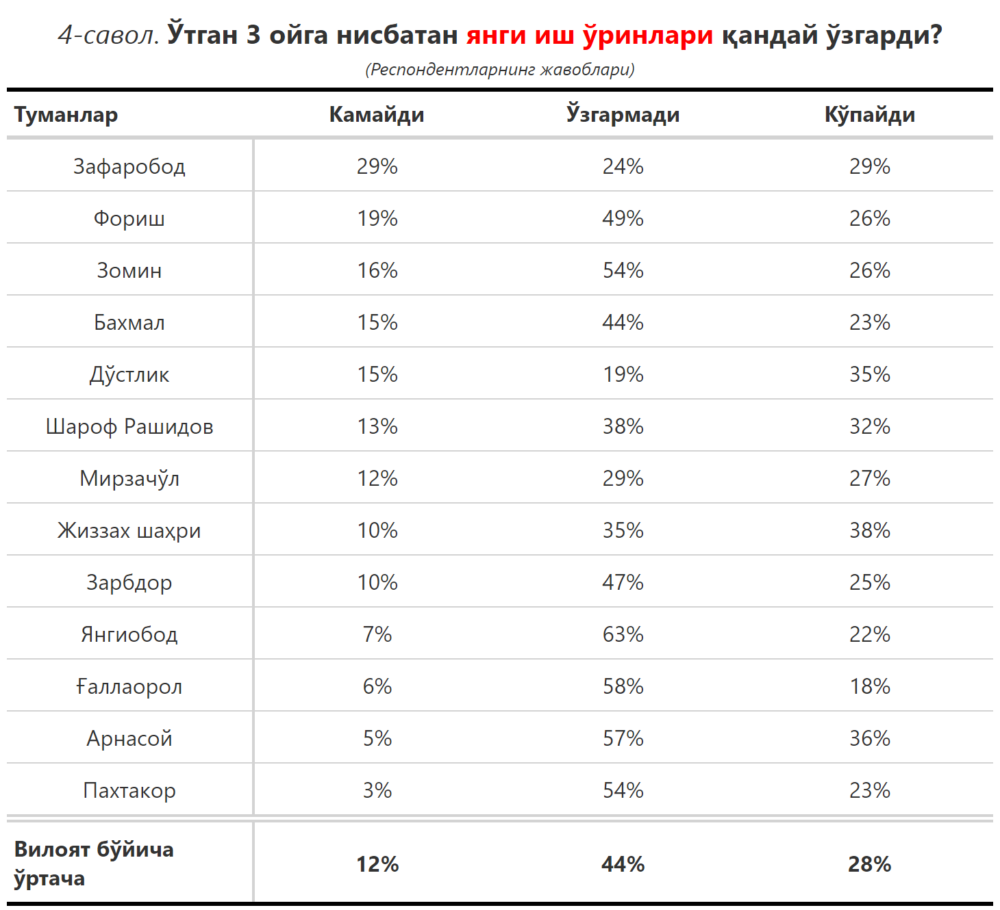 4-савол. Ўтган 3 ойга нисбатан янги иш ўринлари қандай ўзгарди?
(Респондентларнинг жавоблари)
Туманлар Камайди Ўзгармади Кўпайди
Зафаробод 29% 24% 29%
Фориш 19% 49% 26%
Зомин 16% 54% 26%
Бахмал 15% 44% 23%
Дўстлик 15% 19% 35%
Шароф Рашидов 13% 38% 32%
Мирзачўл 12% 29% 27%
Жиззах шаҳри 10% 35% 38%
Зарбдор 10% 47% 25%
Янгиобод 7% 63% 22%
Ғаллаорол 6% 58% 18%
Арнасой 5% 57% 36%
Пахтакор 3% 54% 23%
Вилоят бўйича
ўртача 12% 44% 28%